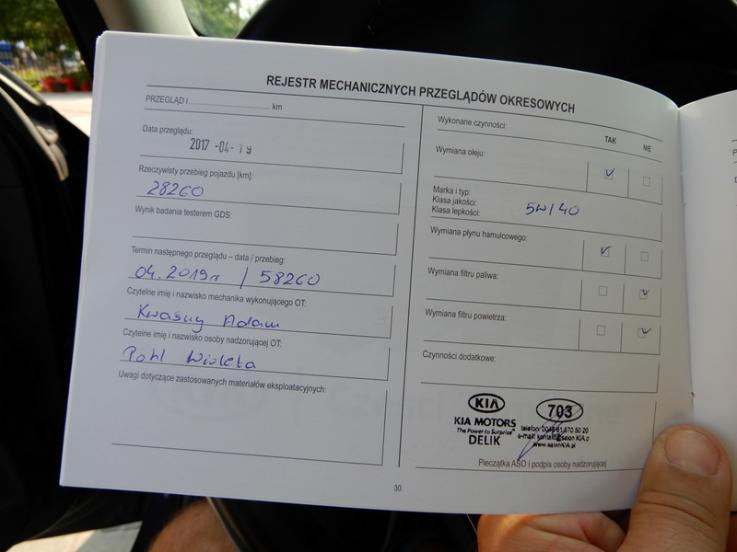 REJESTR MECHANICZNYCH PRZEGLĄDÓW OKRESOWYCH
PRZEGLĄD I ........................ km
Data przeglądu:
2017 -04- 19
Rzeczywisty przebieg pojazdu [km]:
28260
Wynik badania testerem GDS:
Termin następnego przeglądu – data / przebieg:
04.2019r / 58260
Czytelne imię i nazwisko mechanika wykonującego OT:
Kwaśny Adam
Czytelne imię i nazwisko osoby nadzorującej OT:
Pohl Wioleta
Uwagi dotyczące zastosowanych materiałów eksploatacyjnych:
Wykonane czynności:
TAK NIE
Wymiana oleju:
Marka i typ:
Klasa jakości:
Klasa lepkości:
5W/40
Wymiana płynu hamulcowego:
Wymiana filtru paliwa:
Wymiana filtru powietrza:
Czynności dodatkowe:
KIA
KIA MOTORS
The Power to Surprise
DELIK
703
www.salonKIA.pl
Pieczątka ASO i podpis osoby nadzorującej
30